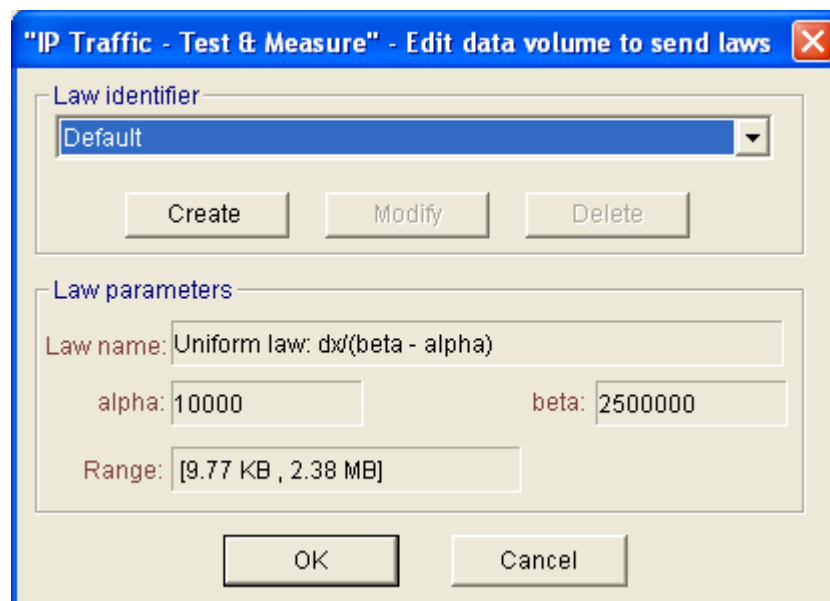 "IP Traffic - Test & Measure" - Edit data volume to send laws
Law identifier
Default
Create Modify Delete
Law parameters
Law name: Uniform law: dx/(beta - alpha)
alpha: 10000 beta: 2500000
Range: [9.77 KB , 2.38 MB]
OK Cancel